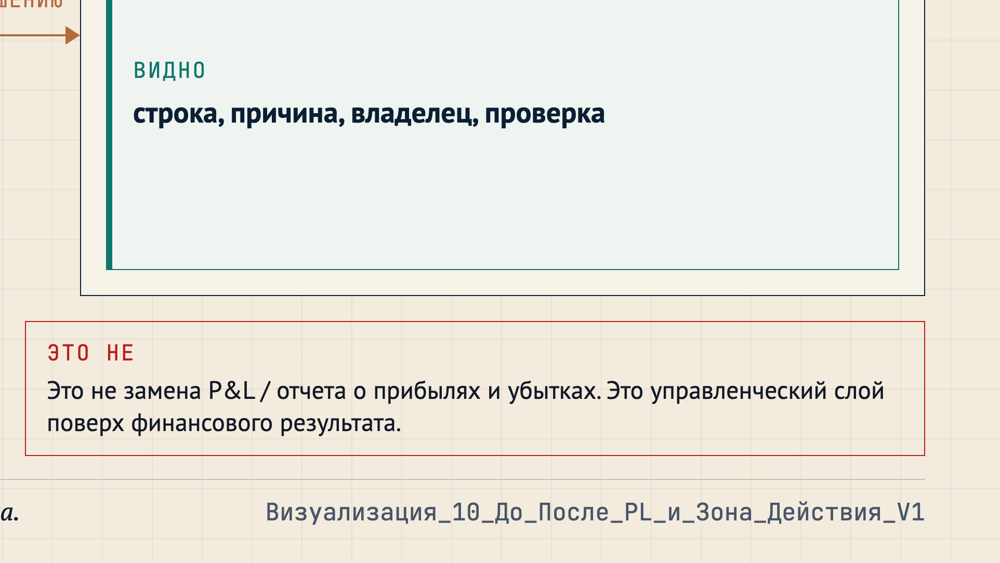 ВИДНО
строка, причина, владелец, проверка
ЭТО НЕ
Это не замена P&L / отчета о прибылях и убытках. Это управленческий слой
поверх финансового результата.
Визуализация_10_До_После_PL_и_Зона_Действия_V1